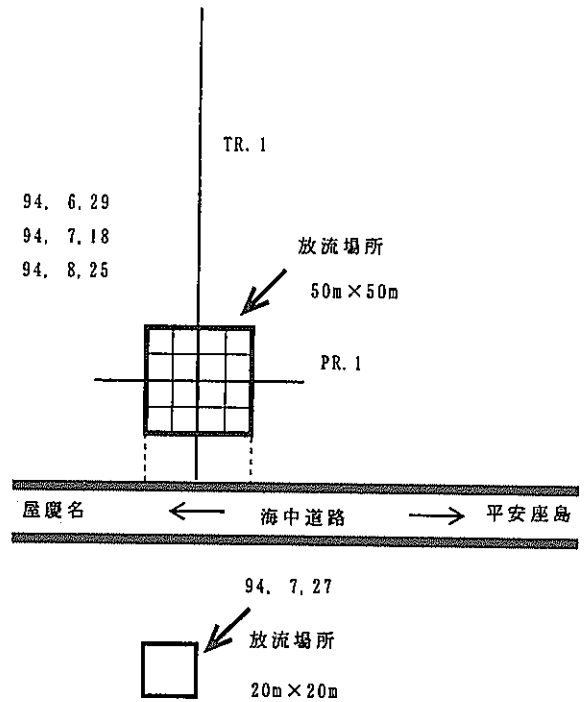 TR. 1
94, 6,29
94, 7,18
94, 8,25
放流場所
50m×50m
PR. 1
屋慶名 ← 海中道路 → 平安座島
94, 7,27
放流場所
20m×20m